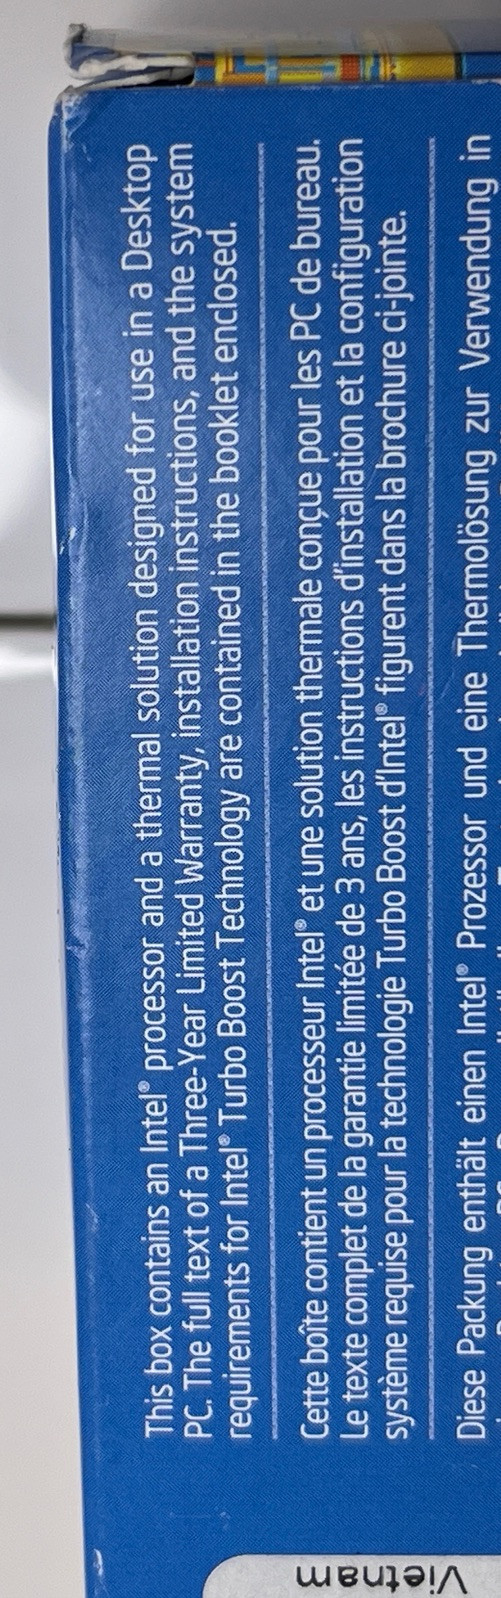 This box contains an Intel® processor and a thermal solution designed for use in a Desktop
PC. The full text of a Three-Year Limited Warranty, installation instructions, and the system
requirements for Intel® Turbo Boost Technology are contained in the booklet enclosed.
Cette boîte contient un processeur Intel® et une solution thermale conçue pour les PC de bureau.
Le texte complet de la garantie limitée de 3 ans, les instructions d'installation et la configuration
système requise pour la technologie Turbo Boost d'Intel® figurent dans la brochure ci-jointe.
Diese Packung enthält einen Intel® Prozessor und eine Thermolösung zur Verwendung in
Vietnam